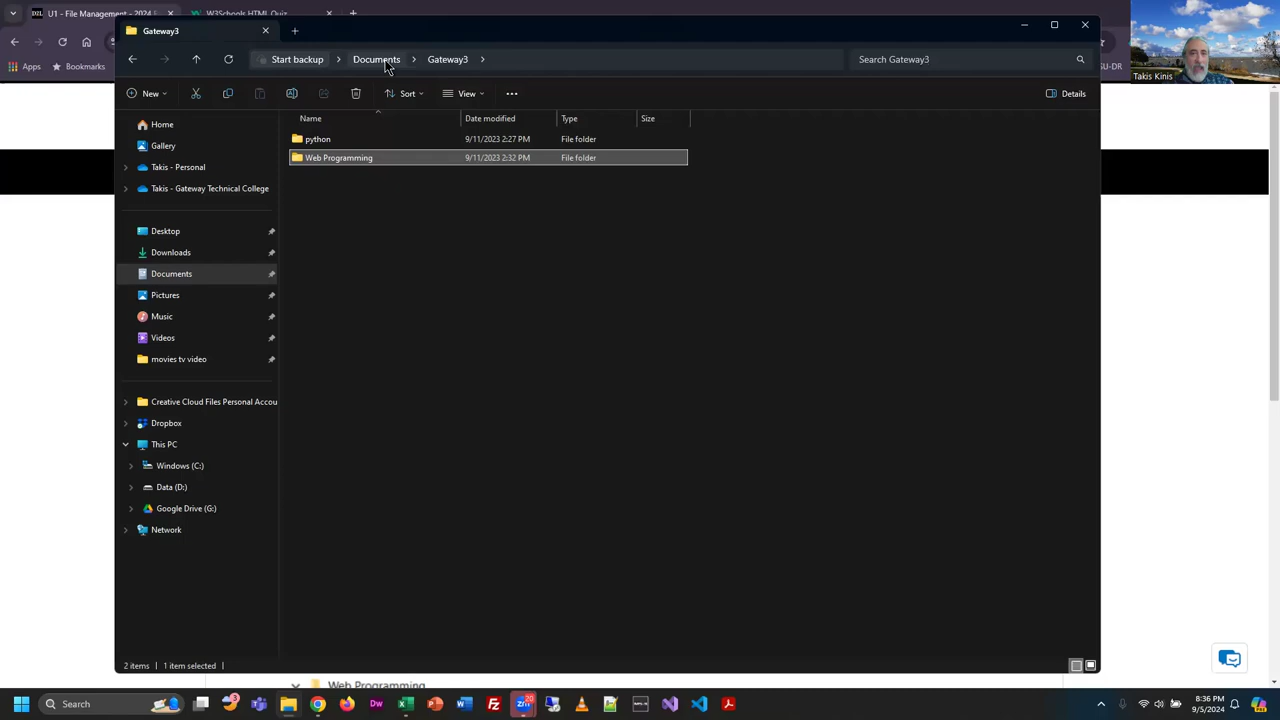 U1 - File Management - 2024
W3Schools HTML Quiz
Apps
Bookmarks
SU-DR
Takis Kinis
Gateway3
Start backup
Documents
Gateway3
Search Gateway3
New
Sort
View
Details
Name
Date modified
Type
Size
python
9/11/2023 2:27 PM
File folder
Web Programming
9/11/2023 2:32 PM
File folder
Home
Gallery
Takis - Personal
Takis - Gateway Technical College
Desktop
Downloads
Documents
Pictures
Music
Videos
movies tv video
Creative Cloud Files Personal Accou
Dropbox
This PC
Windows (C:)
Data (D:)
Google Drive (G:)
Network
2 items
1 item selected
Web Programming
Search
8:36 PM
9/5/2024